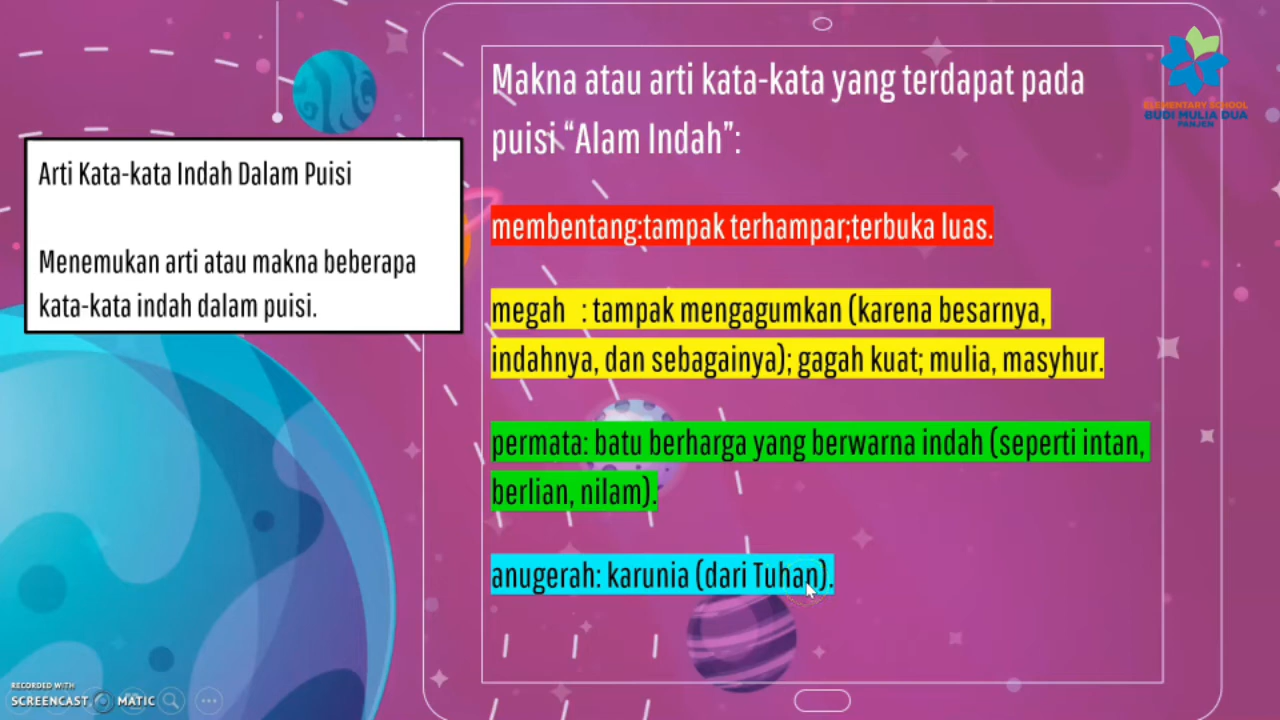 Makna atau arti kata-kata yang terdapat pada
puisi “Alam Indah”:
ELEMENTARY SCHOOL
BUDI MULIA DUA
PANJEN
Arti Kata-kata Indah Dalam Puisi
Menemukan arti atau makna beberapa
kata-kata indah dalam puisi.
membentang:tampak terhampar;terbuka luas.
megah : tampak mengagumkan (karena besarnya,
indahnya, dan sebagainya); gagah kuat; mulia, masyhur.
permata: batu berharga yang berwarna indah (seperti intan,
berlian, nilam).
anugerah: karunia (dari Tuhan).
RECORDED WITH
SCREENCAST MATIC